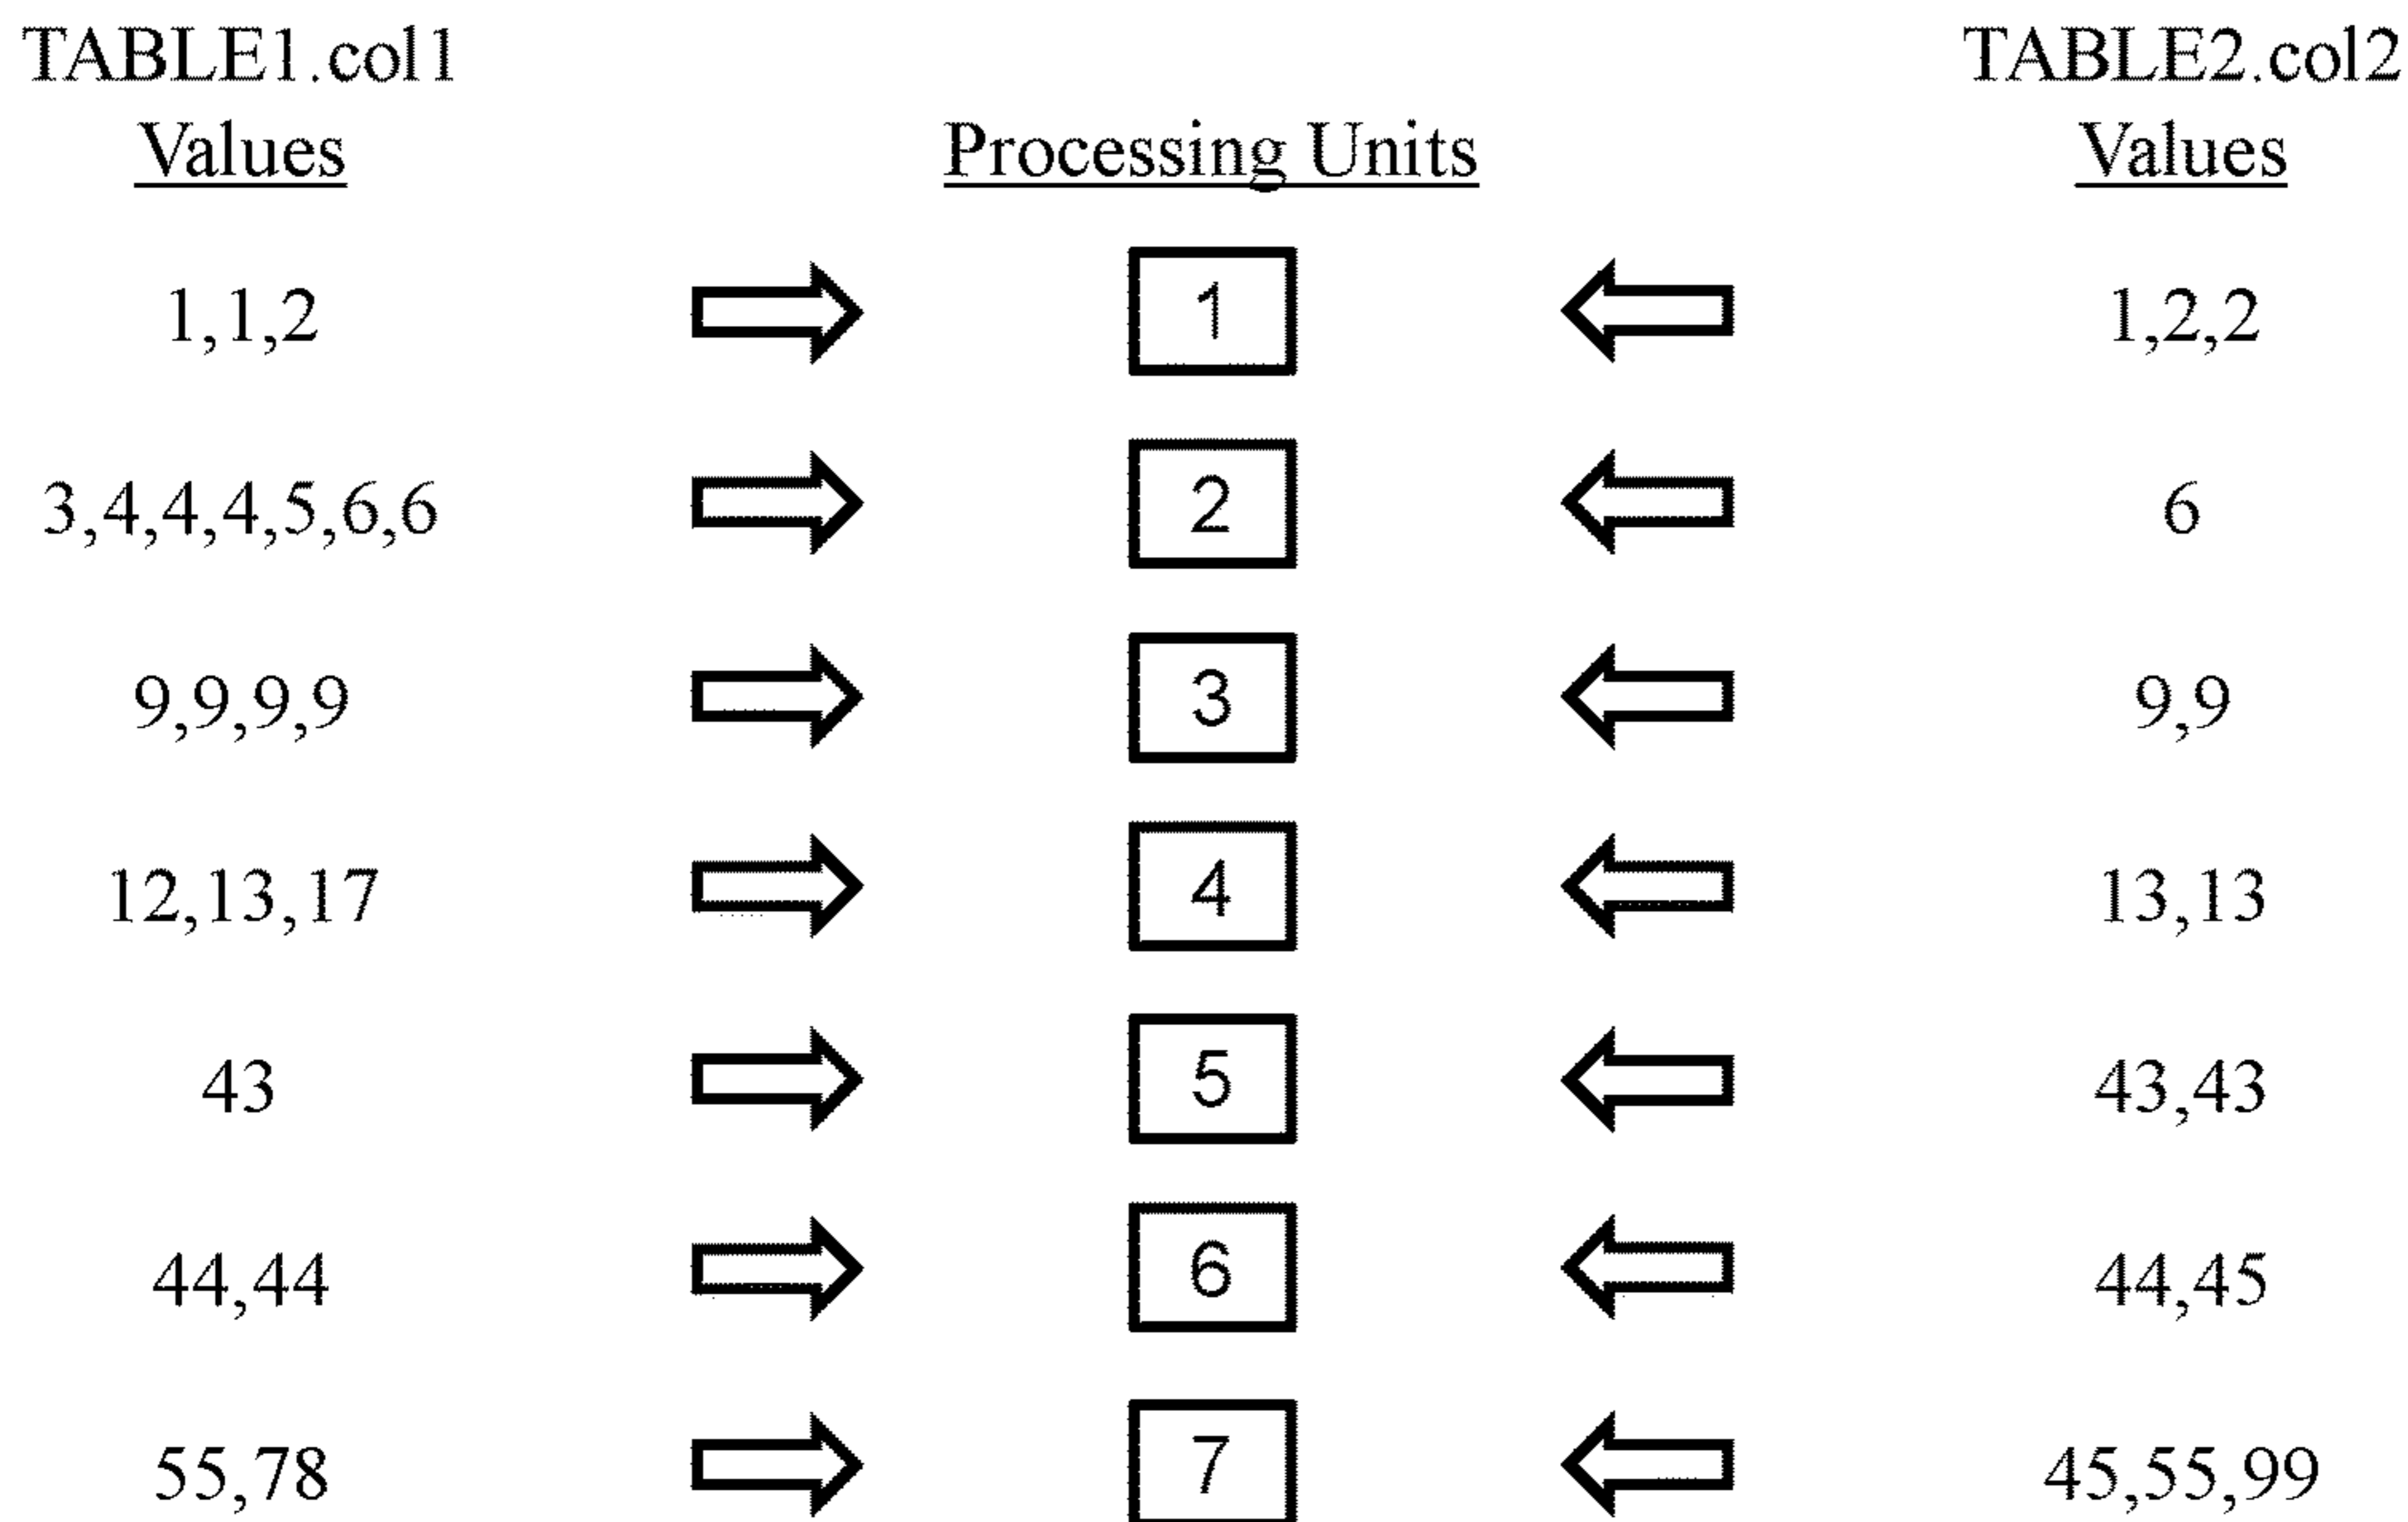 TABLE1.col1 TABLE2.col2
Values Processing Units Values
1,1,2 1 1,2,2
3,4,4,4,5,6,6 2 6
9,9,9,9 3 9,9
12,13,17 4 13,13
43 5 43,43
44,44 6 44,45
55,78 7 45,55,99